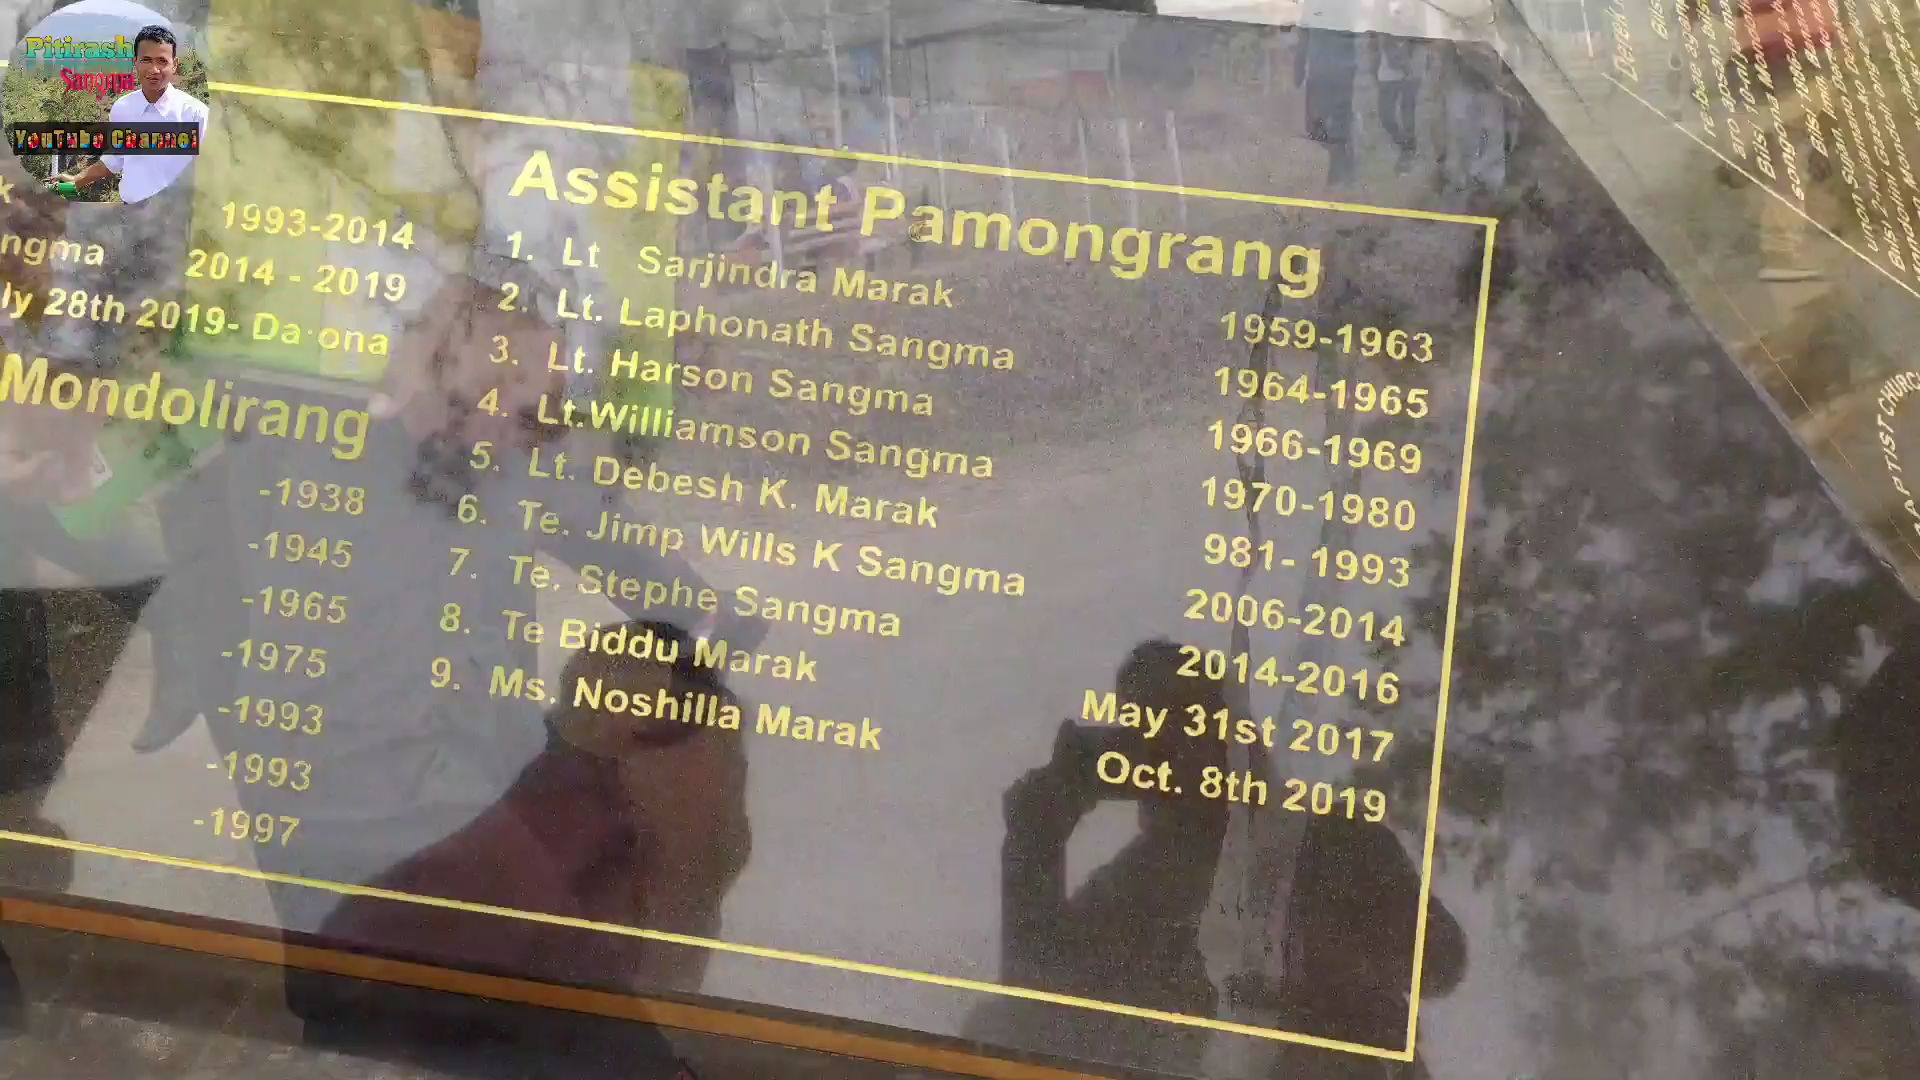 Pitirash
Sangma
YouTube Channel
k
1993-2014
ngma 2014 - 2019
ly 28th 2019- Da·ona
Mondolirang
-1938
-1945
-1965
-1975
-1993
-1993
-1997
Assistant Pamongrang
1. Lt Sarjindra Marak 1959-1963
2. Lt. Laphonath Sangma 1964-1965
3. Lt. Harson Sangma 1966-1969
4. Lt.Williamson Sangma 1970-1980
5. Lt. Debesh K. Marak 981- 1993
6. Te. Jimp Wills K Sangma 2006-2014
7. Te. Stephe Sangma 2014-2016
8. Te Biddu Marak May 31st 2017
9. Ms. Noshilla Marak Oct. 8th 2019